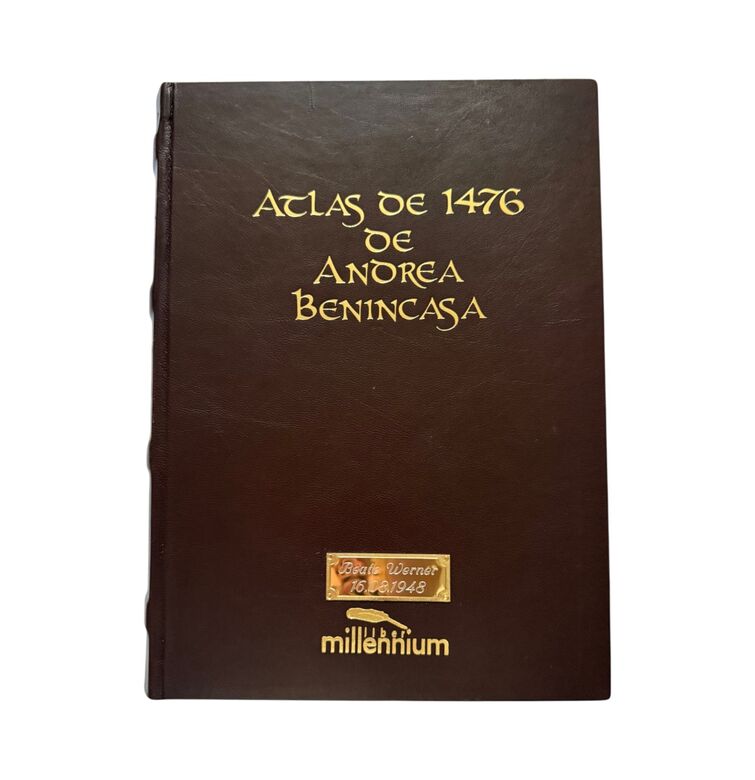 ATLAS DE 1476
DE
ANDREA
BENINCASA
Beate Werner
16.08.1948
liber
millennium